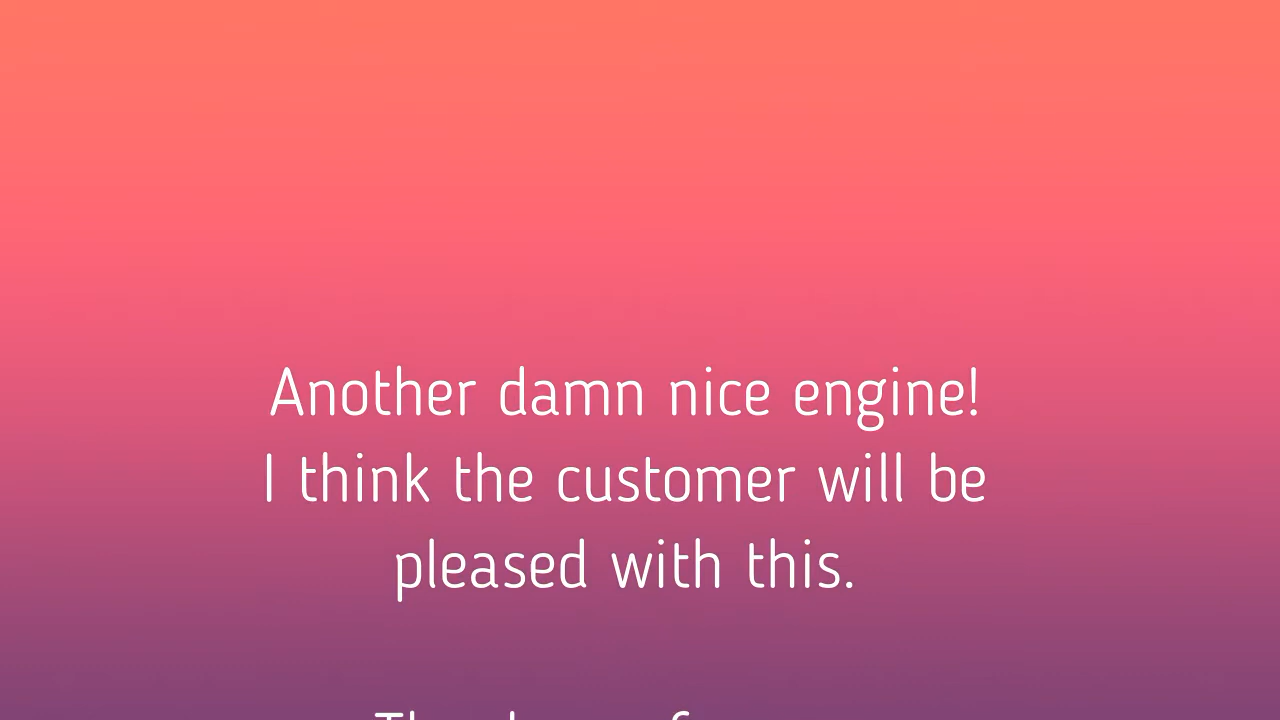 Another damn nice engine!
I think the customer will be
pleased with this.